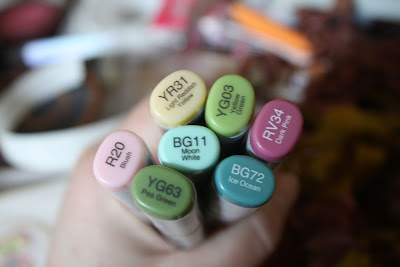 YR31
Light Reddish
Yellow
YG03
Yellow
Green
RV34
Dark Pink
R20
Blush
BG11
Moon
White
YG63
Pea Green
BG72
Ice Ocean